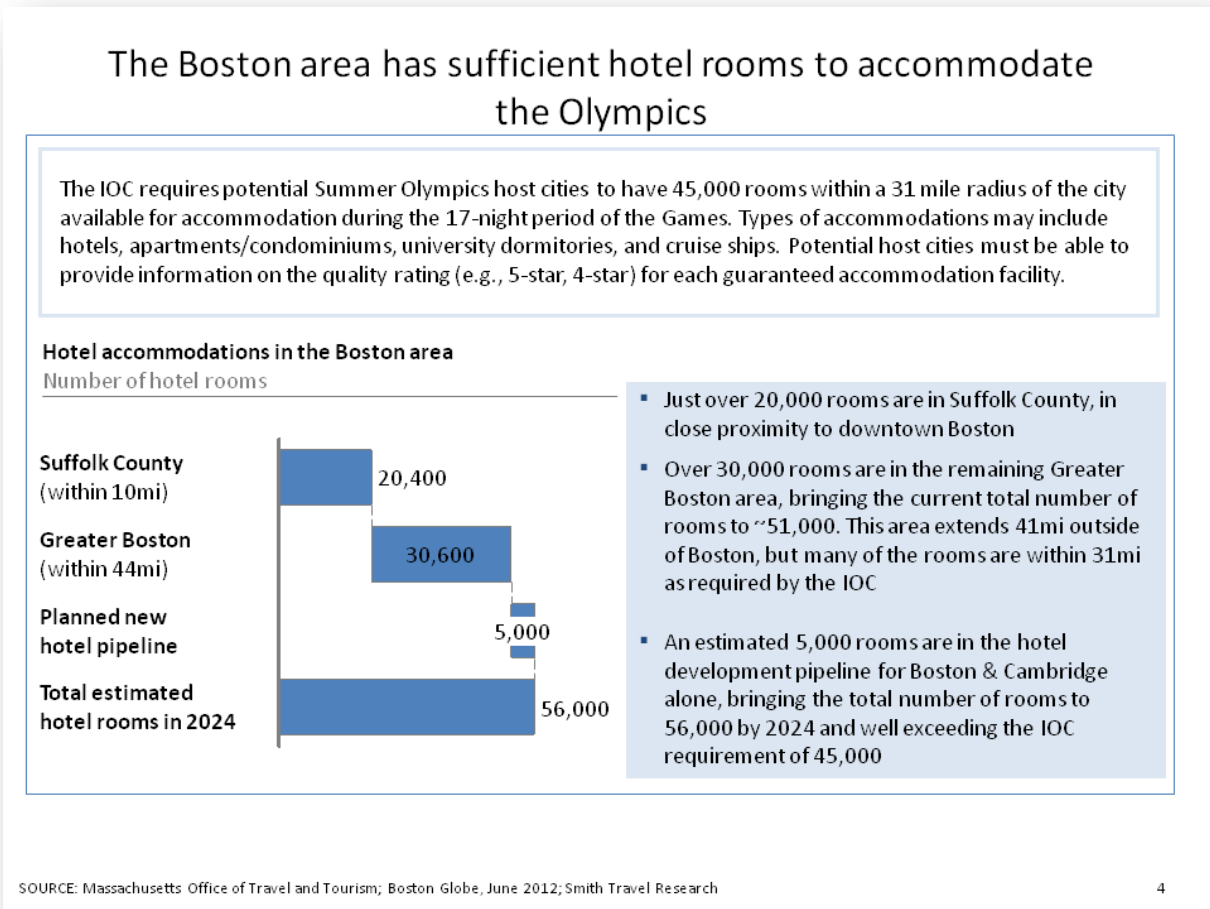 The Boston area has sufficient hotel rooms to accommodate
the Olympics
The IOC requires potential Summer Olympics host cities to have 45,000 rooms within a 31 mile radius of the city
available for accommodation during the 17-night period of the Games. Types of accommodations may include
hotels, apartments/condominiums, university dormitories, and cruise ships. Potential host cities must be able to
provide information on the quality rating (e.g., 5-star, 4-star) for each guaranteed accommodation facility.
Hotel accommodations in the Boston area
Number of hotel rooms
Suffolk County
(within 10mi)
20,400
Greater Boston
(within 44mi)
30,600
Planned new
hotel pipeline
5,000
Total estimated
hotel rooms in 2024
56,000
▪ Just over 20,000 rooms are in Suffolk County, in
close proximity to downtown Boston
▪ Over 30,000 rooms are in the remaining Greater
Boston area, bringing the current total number of
rooms to ~51,000. This area extends 41mi outside
of Boston, but many of the rooms are within 31mi
as required by the IOC
▪ An estimated 5,000 rooms are in the hotel
development pipeline for Boston & Cambridge
alone, bringing the total number of rooms to
56,000 by 2024 and well exceeding the IOC
requirement of 45,000
SOURCE: Massachusetts Office of Travel and Tourism; Boston Globe, June 2012; Smith Travel Research
4